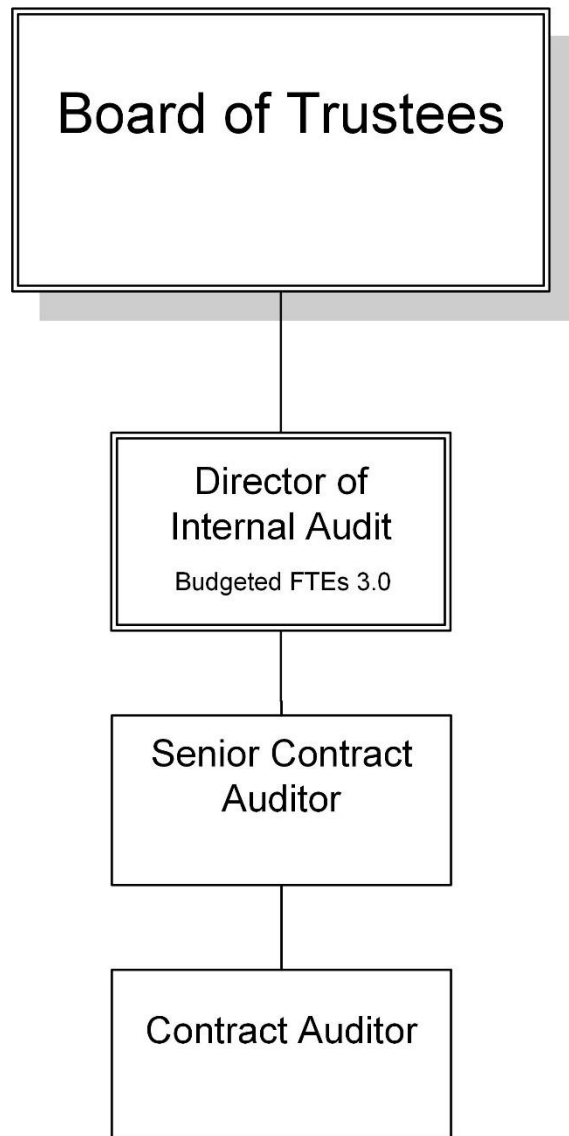 Board of Trustees
Director of
Internal Audit
Budgeted FTEs 3.0
Senior Contract
Auditor
Contract Auditor